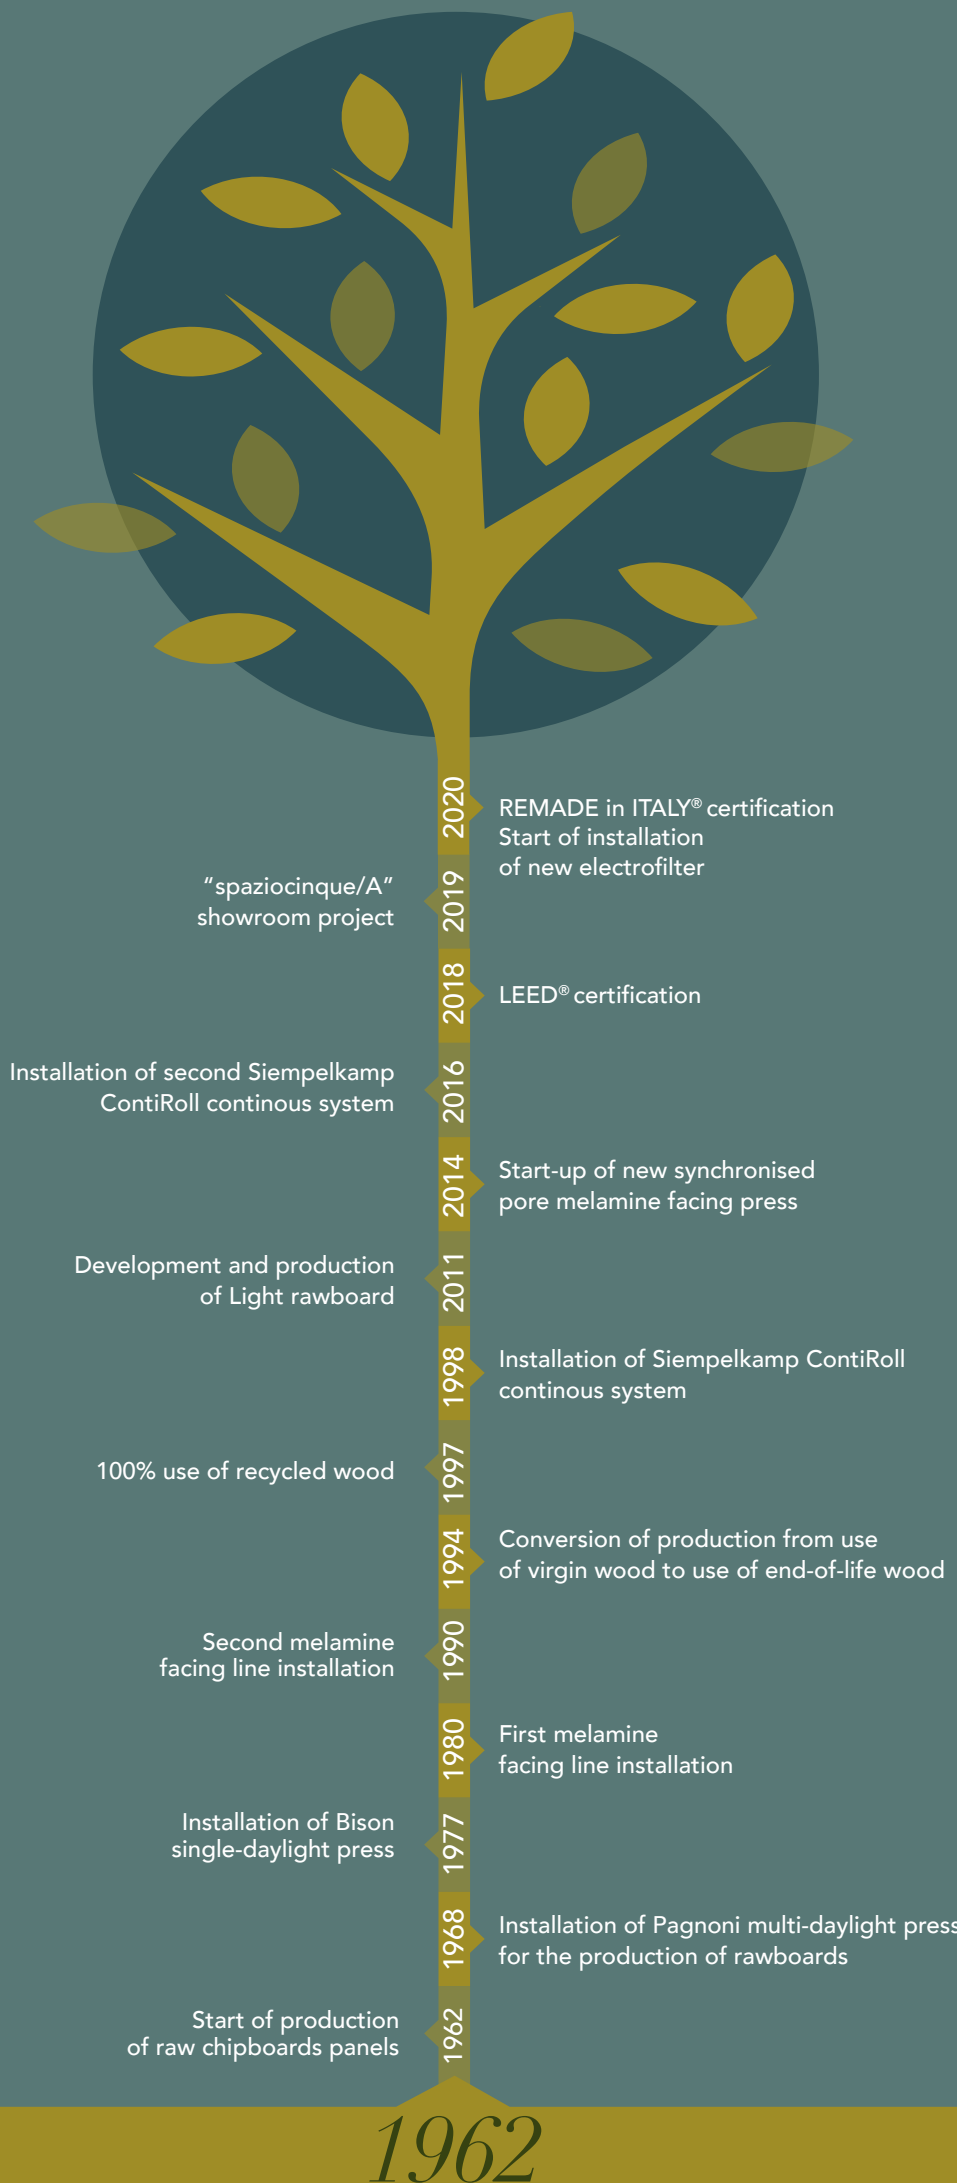 2020
REMADE in ITALY® certification
Start of installation
of new electrofilter
2019
“spaziocinque/A”
showroom project
2018
LEED® certification
2016
Installation of second Siempelkamp
ContiRoll continous system
2014
Start-up of new synchronised
pore melamine facing press
2011
Development and production
of Light rawboard
1998
Installation of Siempelkamp ContiRoll
continous system
1997
100% use of recycled wood
1994
Conversion of production from use
of virgin wood to use of end-of-life wood
1990
Second melamine
facing line installation
1980
First melamine
facing line installation
1977
Installation of Bison
single-daylight press
1968
Installation of Pagnoni multi-daylight press
for the production of rawboards
1962
Start of production
of raw chipboards panels
1962